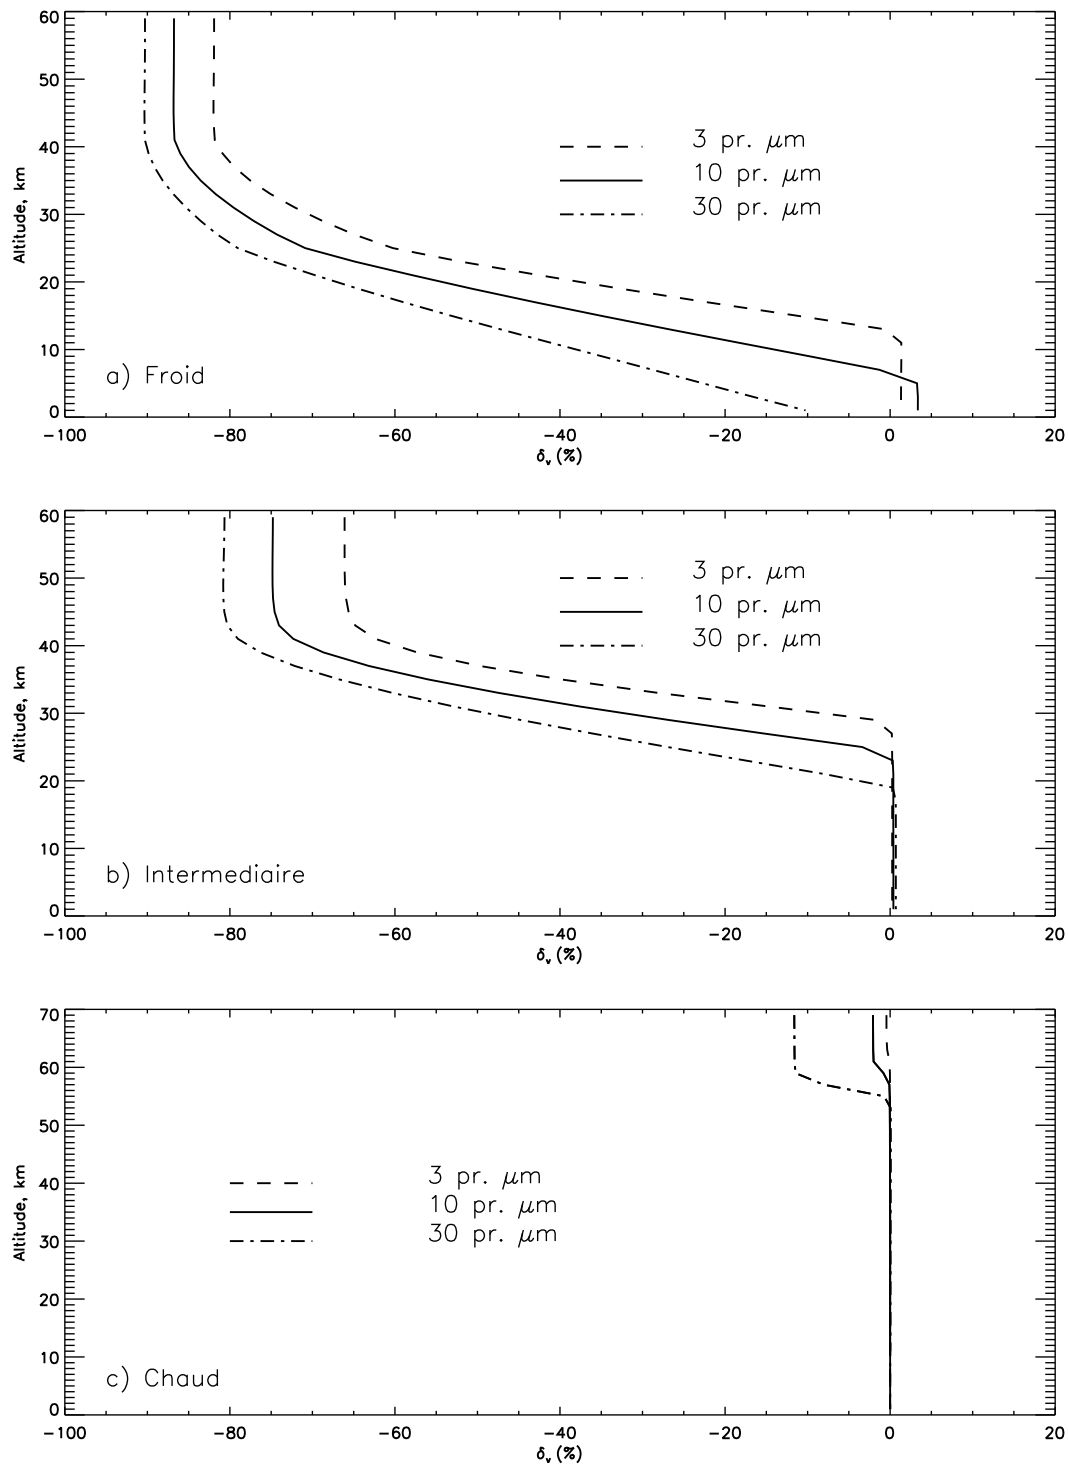 60
50
40
30
20
10
0
Altitude, km
3 pr. μm
10 pr. μm
30 pr. μm
a) Froid
-100 -80 -60 -40 -20 0 20
δv (%)
60
50
40
30
20
10
0
Altitude, km
3 pr. μm
10 pr. μm
30 pr. μm
b) Intermediaire
-100 -80 -60 -40 -20 0 20
δv (%)
70
60
50
40
30
20
10
0
Altitude, km
3 pr. μm
10 pr. μm
30 pr. μm
c) Chaud
-100 -80 -60 -40 -20 0 20
δv (%)